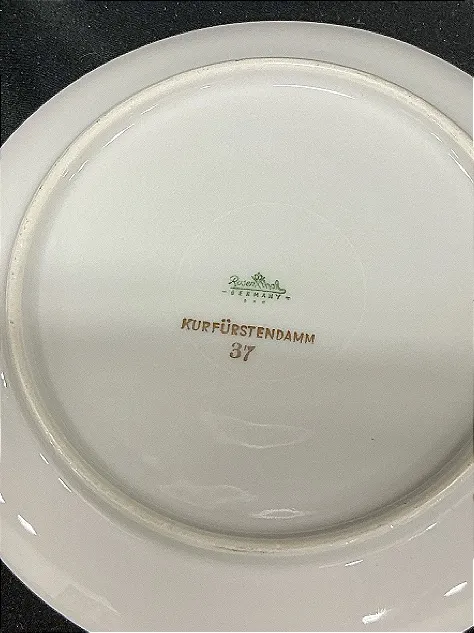 Rosenthal
- GERMANY -
KURFÜRSTENDAMM
37